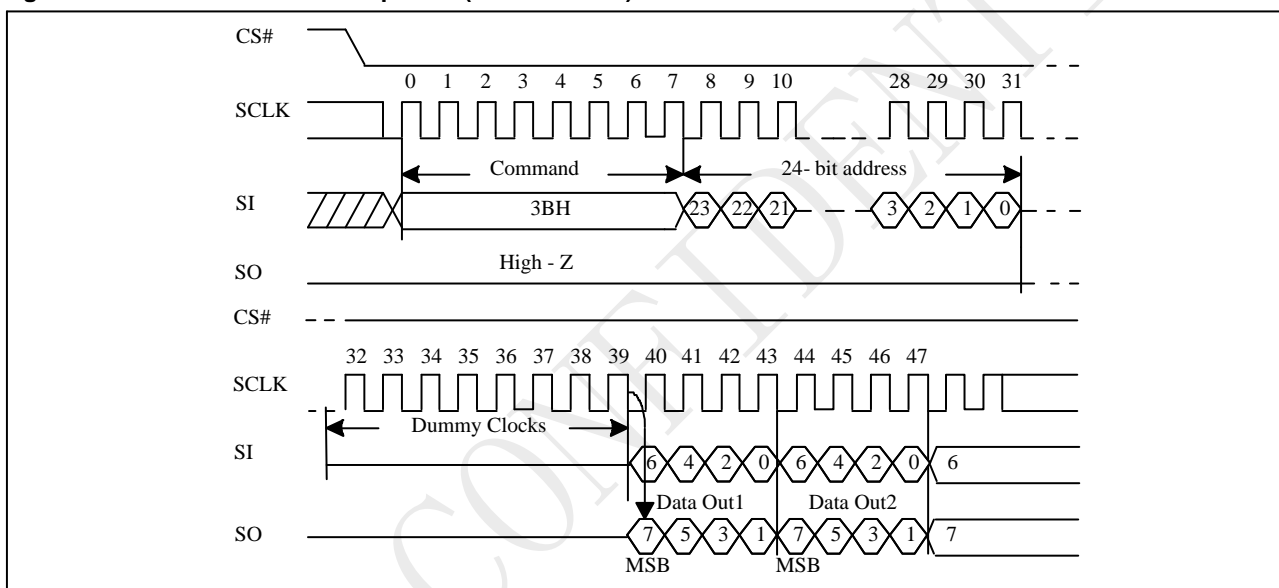 CS#
0 1 2 3 4 5 6 7 8 9 10 28 29 30 31
SCLK
Command 24- bit address
SI 3BH 23 22 21 3 2 1 0
High - Z
SO
CS#
32 33 34 35 36 37 38 39 40 41 42 43 44 45 46 47
SCLK
Dummy Clocks
SI 6 4 2 0 6 4 2 0 6
Data Out1 Data Out2
SO 7 5 3 1 7 5 3 1 7
MSB MSB